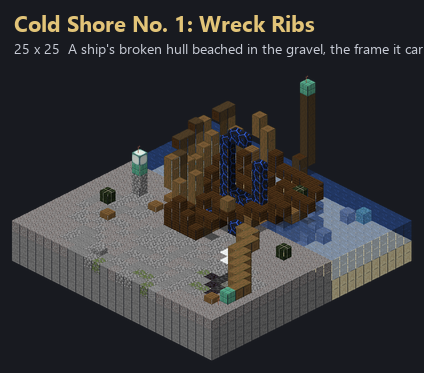 Cold Shore No. 1: Wreck Ribs
25 x 25 A ship's broken hull beached in the gravel, the frame it car